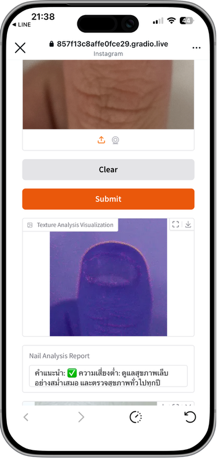 21:38
◀ LINE
857f13c8affe0fce29.gradio.live
Instagram
Clear
Submit
Texture Analysis Visualization
Nail Analysis Report
คำแนะนำ: ✅ ความเสี่ยงต่ำ: ดูแลสุขภาพเล็บ
อย่างสม่ำเสมอ และตรวจสุขภาพทั่วไปทุกปี